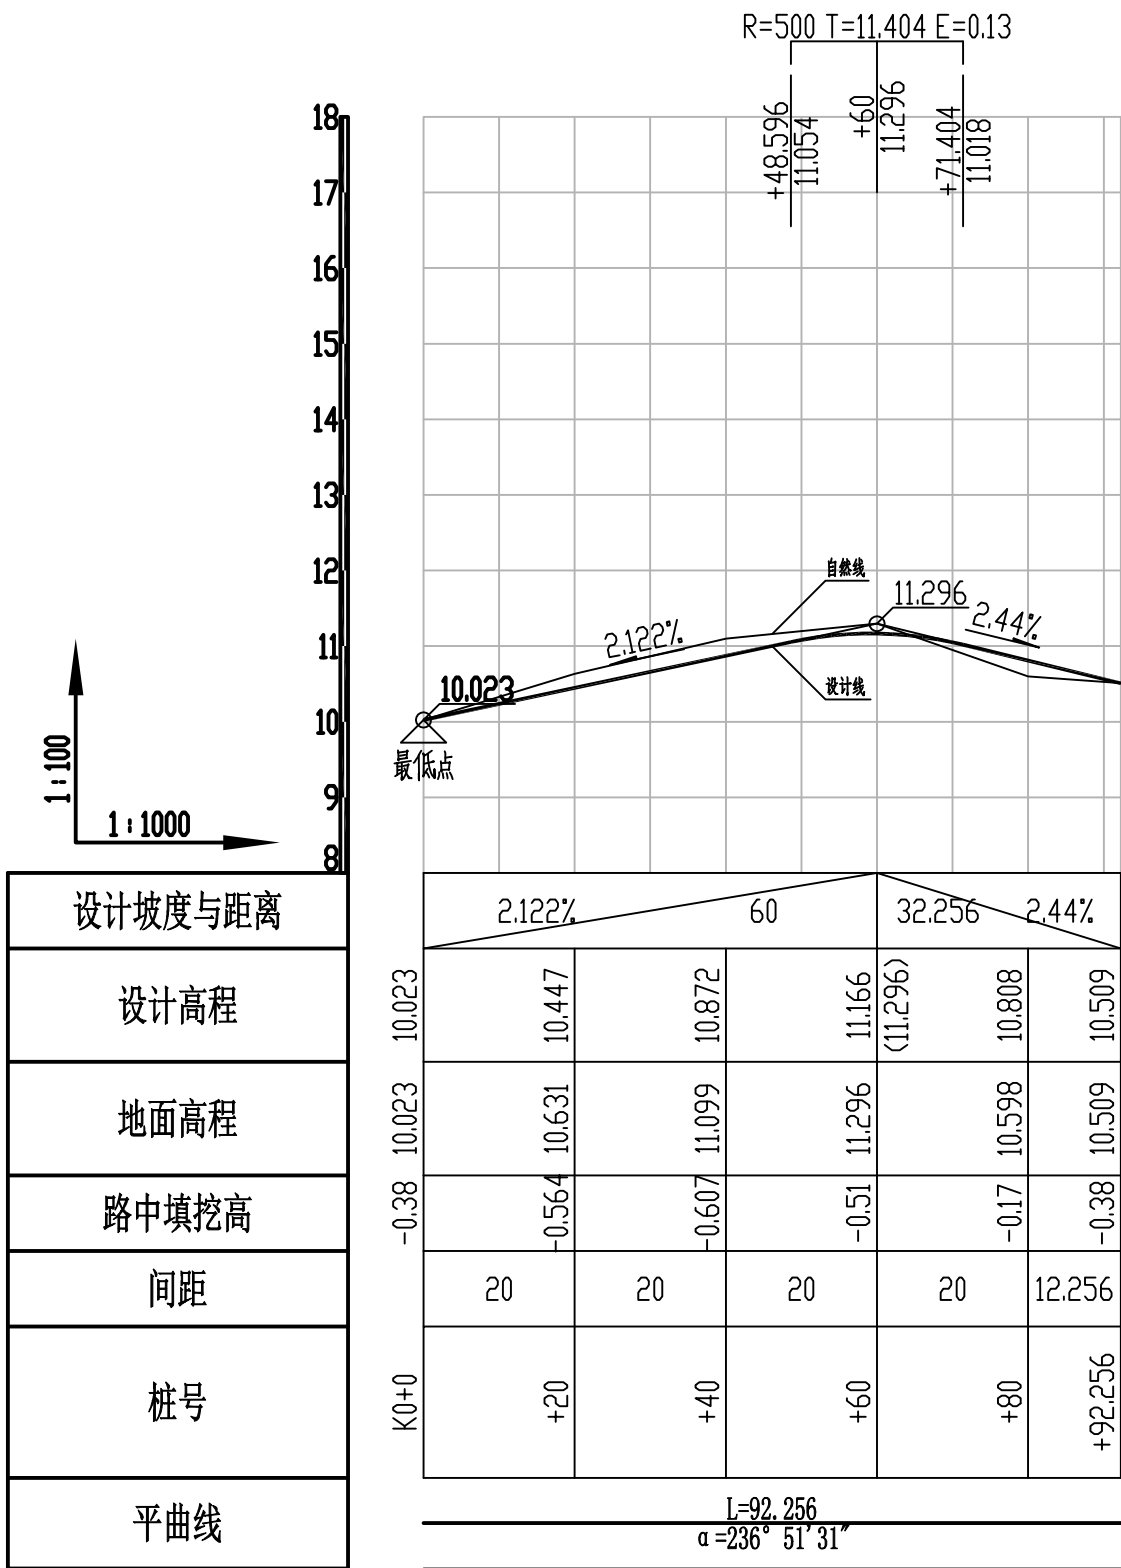 R=500 T=11.404 E=0.13
+48.596
11.054
+60
11.296
+71.404
11.018
18
17
16
15
14
13
12
11
10
9
8
自然线
11.296
2.122%
2.44%
10.023
设计线
最低点
1:100
1:1000
设计坡度与距离
2.122% 60 32.256 2.44%
设计高程
10.023 10.447 10.872 11.166 (11.296) 10.808 10.509
地面高程
10.023 10.631 11.099 11.296 10.598 10.509
路中填挖高
-0.38 -0.564 -0.607 -0.51 -0.17 -0.38
间距
20 20 20 20 12.256
桩号
K0+0 +20 +40 +60 +80 +92.256
平曲线
L=92.256
α=236° 51'31"